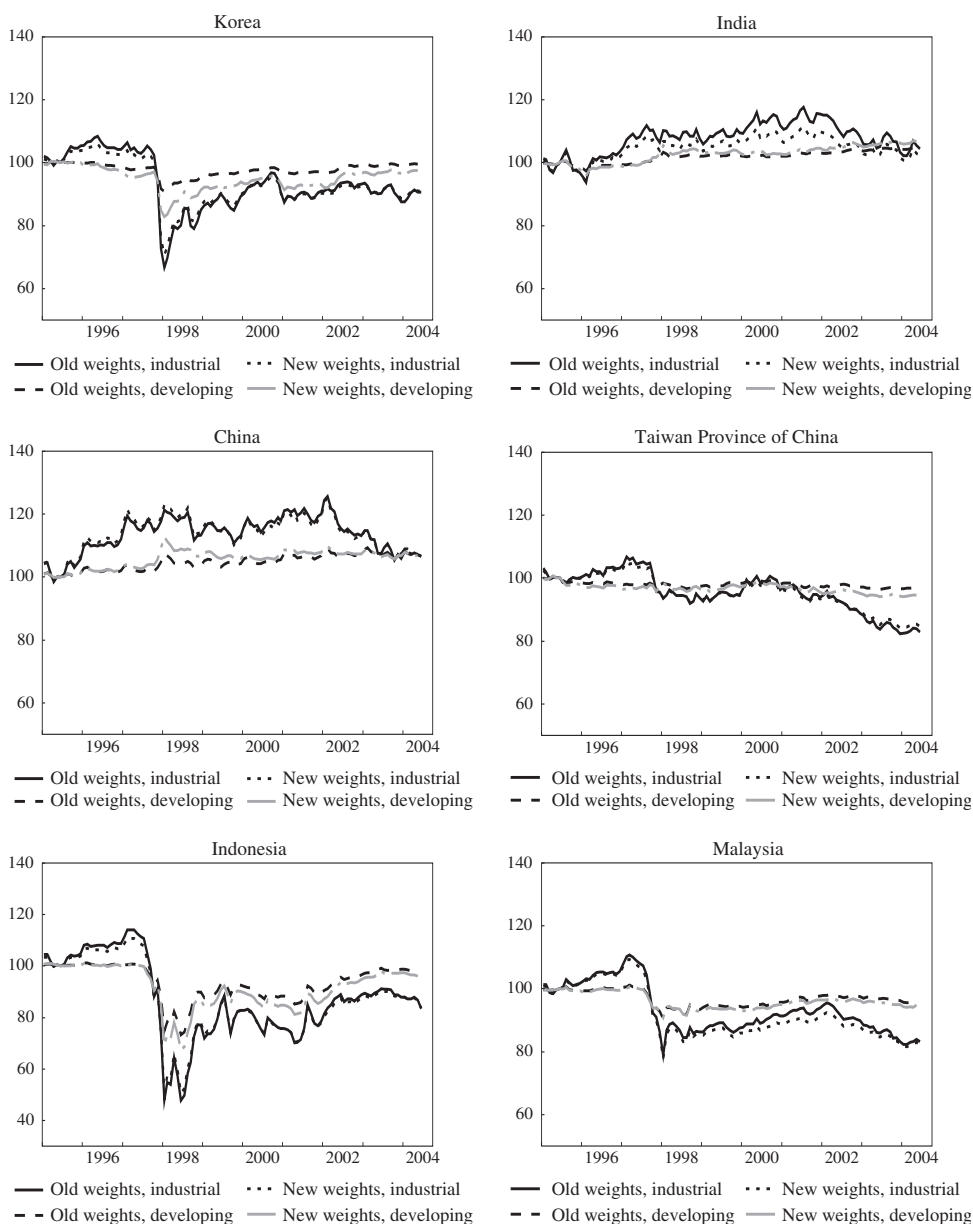 Korea
140
120
100
80
60
1996 1998 2000 2002 2004
Old weights, industrial New weights, industrial
Old weights, developing New weights, developing
India
140
120
100
80
60
1996 1998 2000 2002 2004
Old weights, industrial New weights, industrial
Old weights, developing New weights, developing
China
140
120
100
80
60
1996 1998 2000 2002 2004
Old weights, industrial New weights, industrial
Old weights, developing New weights, developing
Taiwan Province of China
140
120
100
80
60
1996 1998 2000 2002 2004
Old weights, industrial New weights, industrial
Old weights, developing New weights, developing
Indonesia
140
120
100
80
60
40
1996 1998 2000 2002 2004
Old weights, industrial New weights, industrial
Old weights, developing New weights, developing
Malaysia
140
120
100
80
60
1996 1998 2000 2002 2004
Old weights, industrial New weights, industrial
Old weights, developing New weights, developing